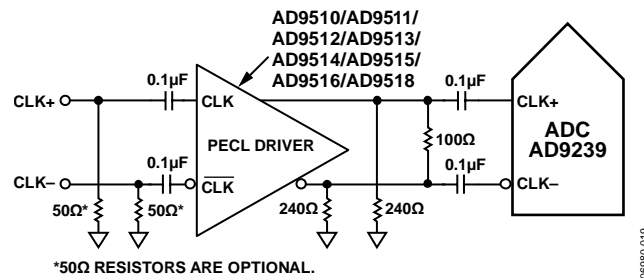 AD9510/AD9511/
AD9512/AD9513/
AD9514/AD9515/
AD9516/AD9518
0.1µF
0.1µF
CLK+
CLK
CLK+
PECL DRIVER
100Ω
ADC
AD9239
0.1µF
0.1µF
CLK–
CLK
CLK–
50Ω*
50Ω*
240Ω
240Ω
*50Ω RESISTORS ARE OPTIONAL.